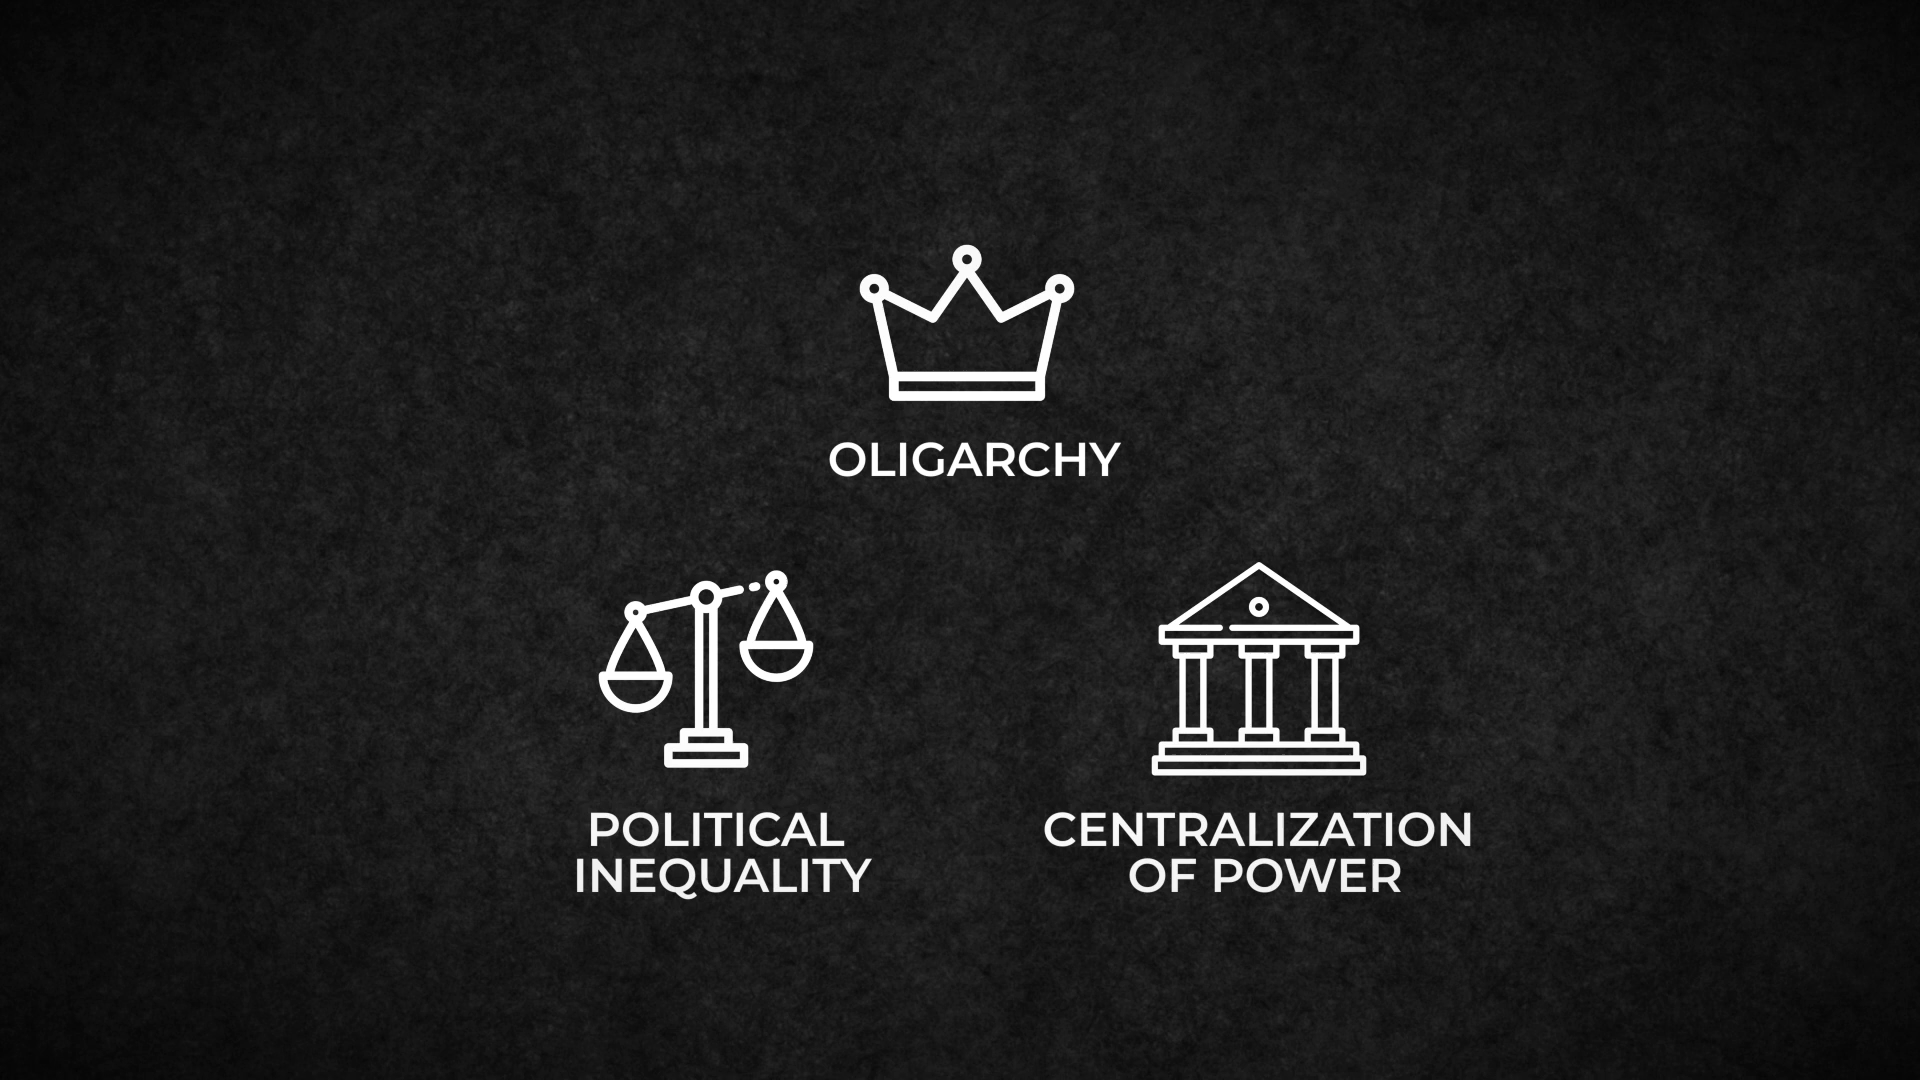 OLIGARCHY
POLITICAL
INEQUALITY
CENTRALIZATION
OF POWER